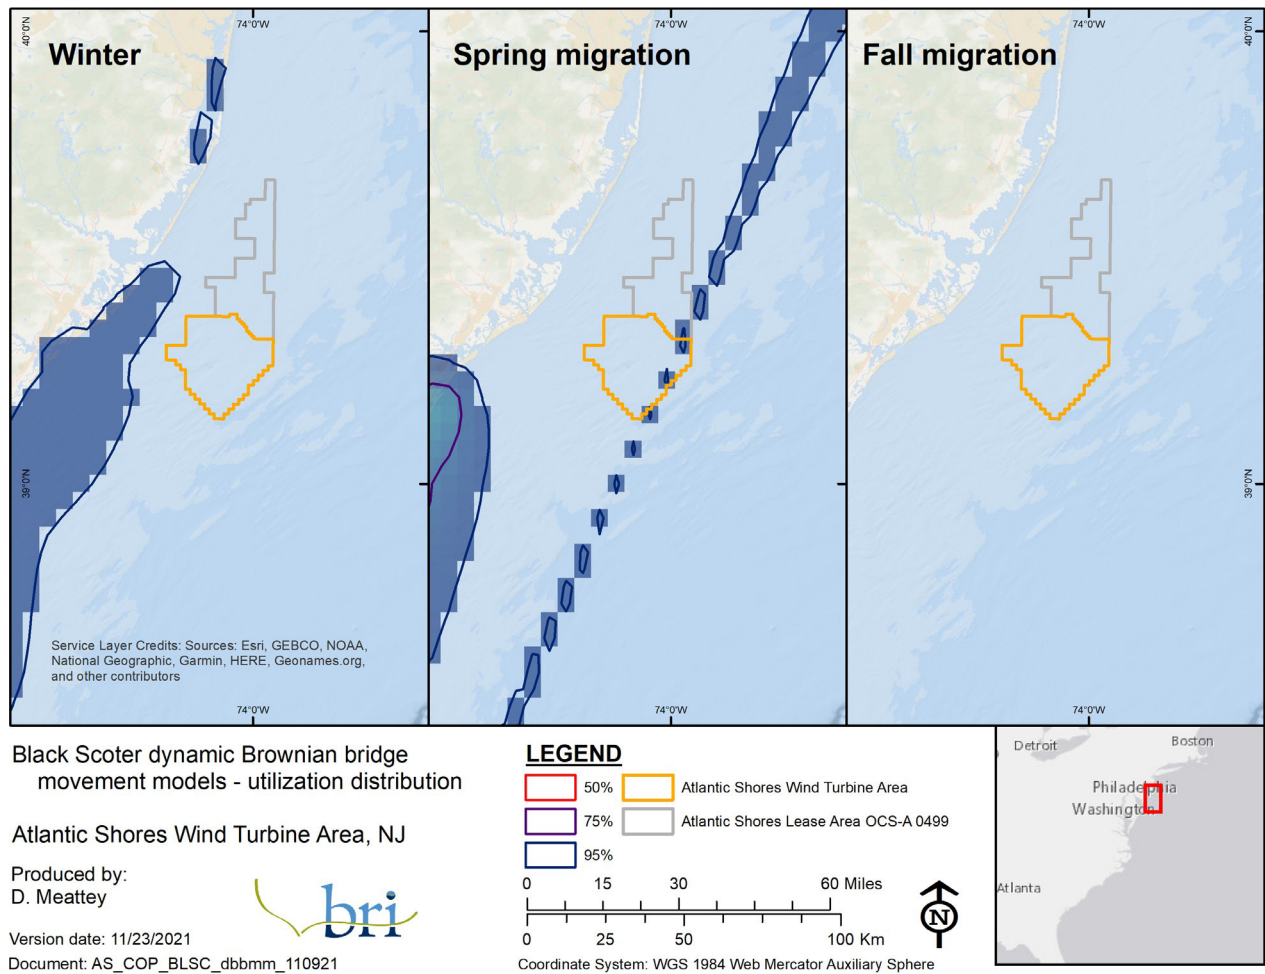 74°0'W
74°0'W
74°0'W
40°0'N
40°0'N
Winter
Spring migration
Fall migration
39°0'N
39°0'N
Service Layer Credits: Sources: Esri, GEBCO, NOAA,
National Geographic, Garmin, HERE, Geonames.org,
and other contributors
74°0'W
74°0'W
74°0'W
Black Scoter dynamic Brownian bridge
movement models - utilization distribution
Atlantic Shores Wind Turbine Area, NJ
Produced by:
D. Meattey
bri
Version date: 11/23/2021
Document: AS_COP_BLSC_dbbmm_110921
LEGEND
50%
Atlantic Shores Wind Turbine Area
75%
Atlantic Shores Lease Area OCS-A 0499
95%
0 15 30 60 Miles
0 25 50 100 Km
N
Coordinate System: WGS 1984 Web Mercator Auxiliary Sphere
Detroit
Boston
Philadelphia
Washington
Atlanta